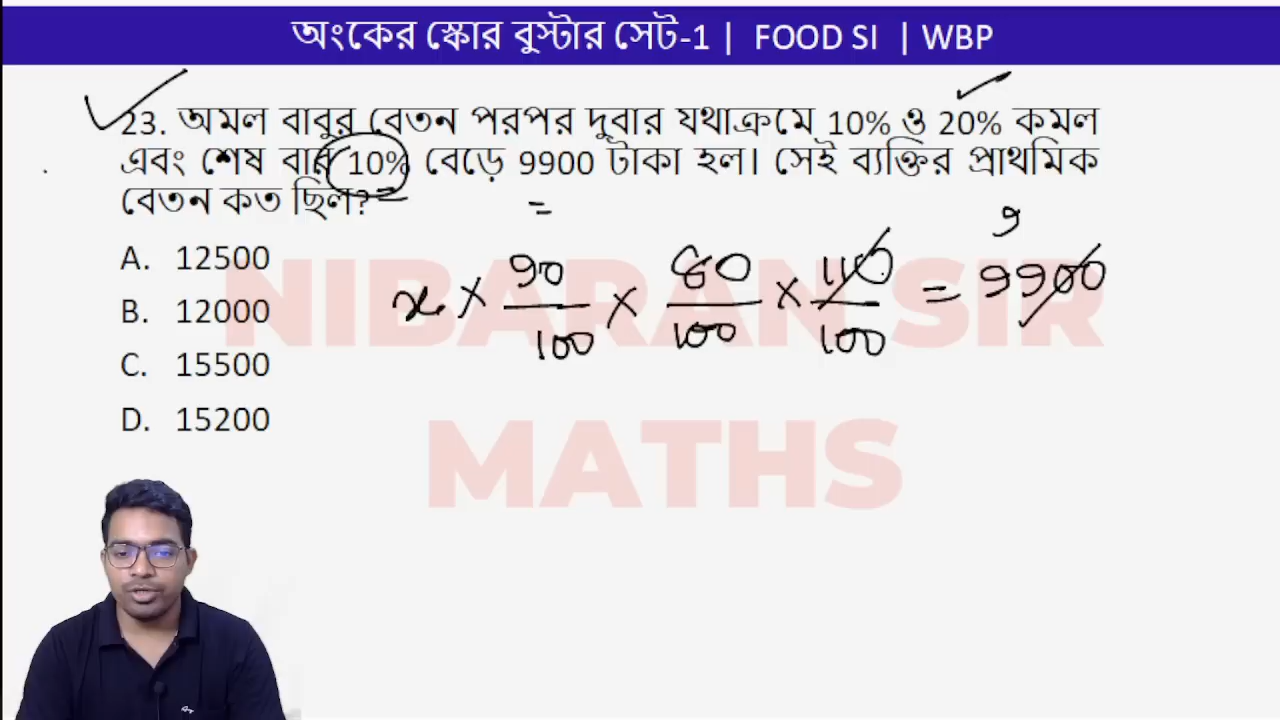 অংকের স্কোর বুস্টার সেট-1 | FOOD SI | WBP
23. অমল বাবুর বেতন পরপর দুবার যথাক্রমে 10% ও 20% কমল
এবং শেষ বার 10% বেড়ে 9900 টাকা হল। সেই ব্যক্তির প্রাথমিক
বেতন কত ছিল?
A. 12500
B. 12000
C. 15500
D. 15200
9
x × 90/100 × 80/100 × 110/100 = 9900
NIBARAN SIR
MATHS